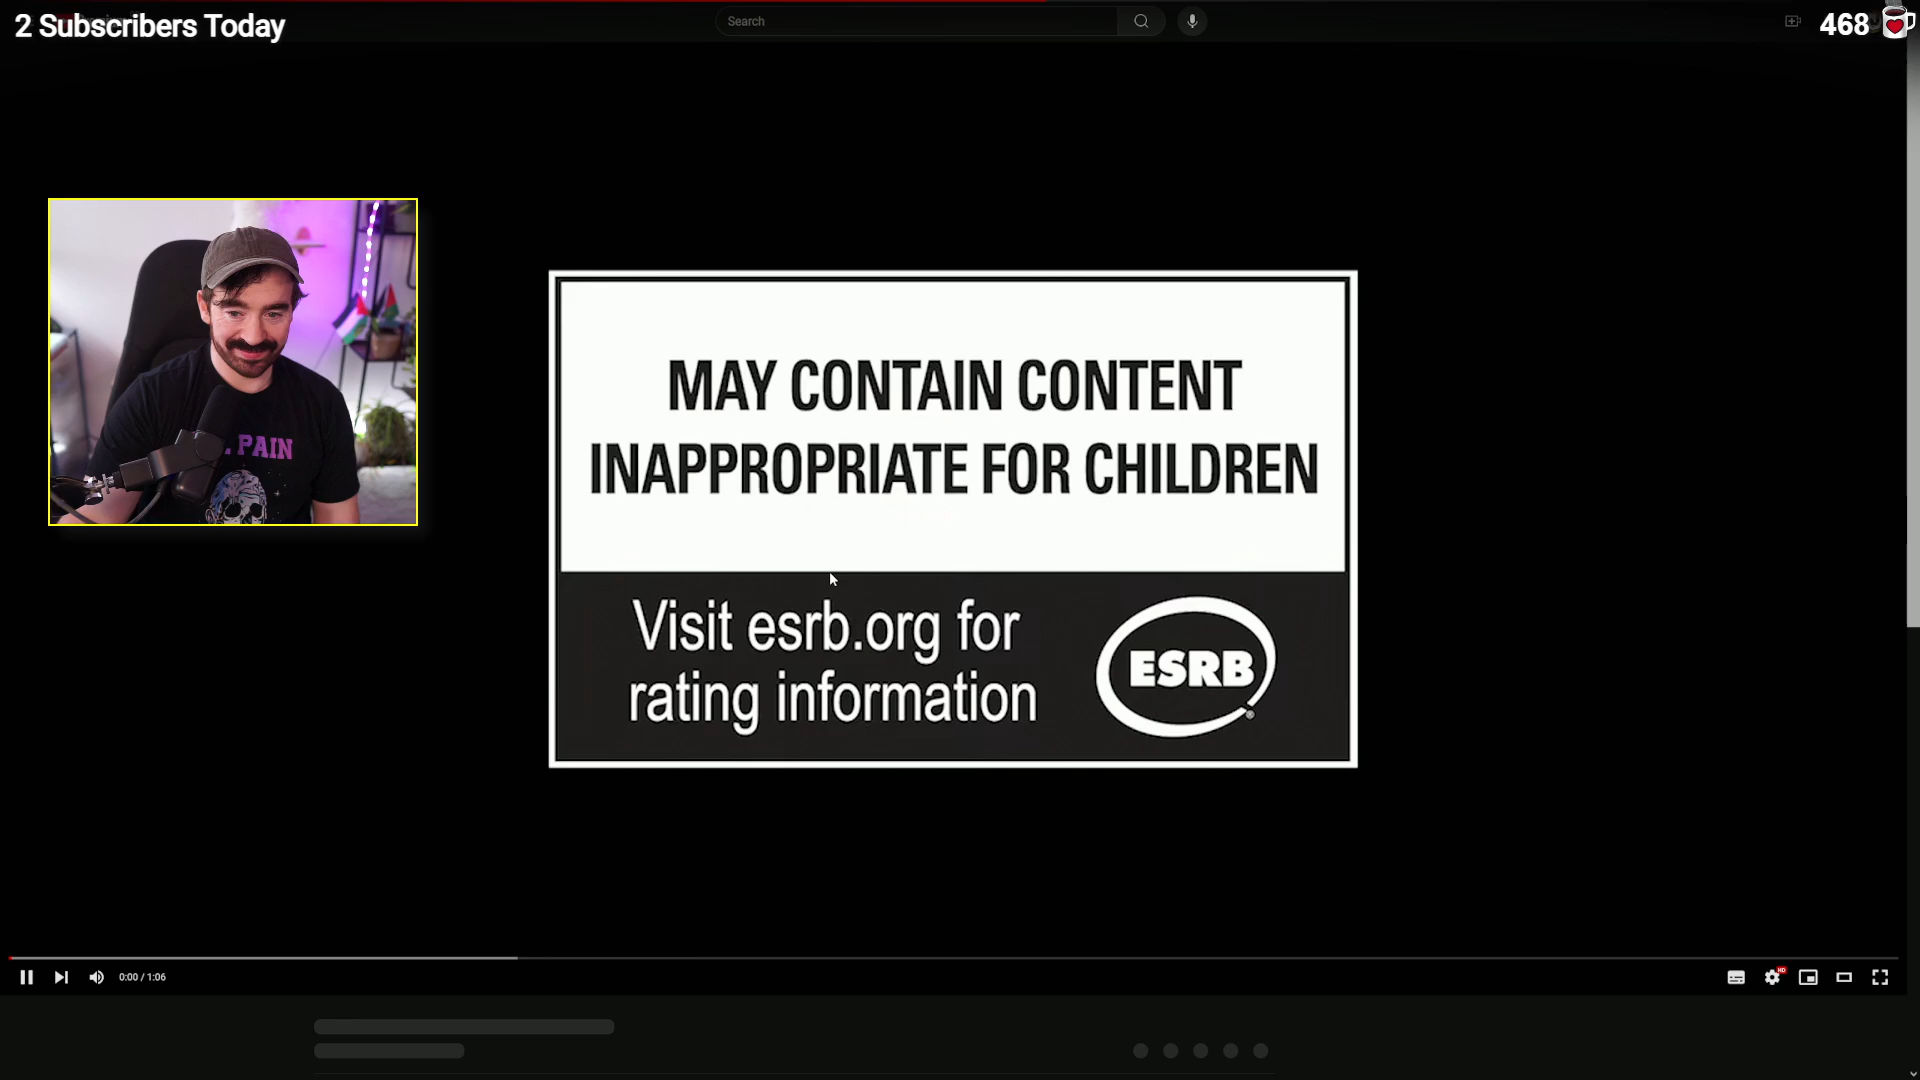 2 Subscribers Today
Search
468
. PAIN
MAY CONTAIN CONTENT
INAPPROPRIATE FOR CHILDREN
Visit esrb.org for
rating information
ESRB
®
0:00 / 1:06
HD